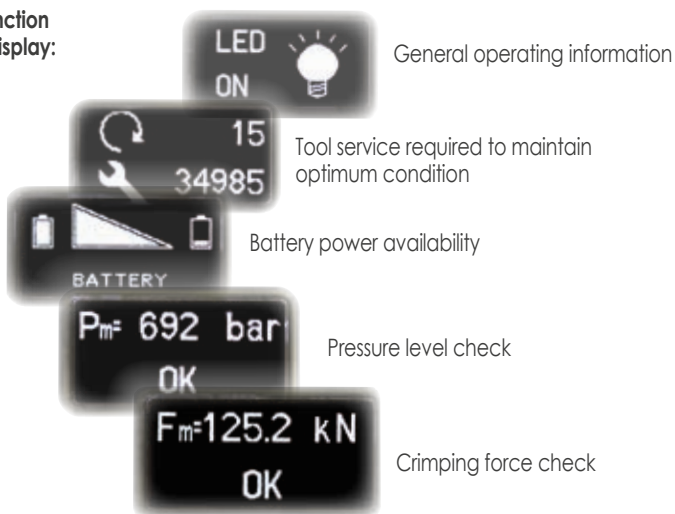 nction
isplay:
LED
ON
General operating information
15
34985
Tool service required to maintain
optimum condition
BATTERY
Battery power availability
Pm= 692 bar
OK
Pressure level check
Fm=125.2 kN
OK
Crimping force check